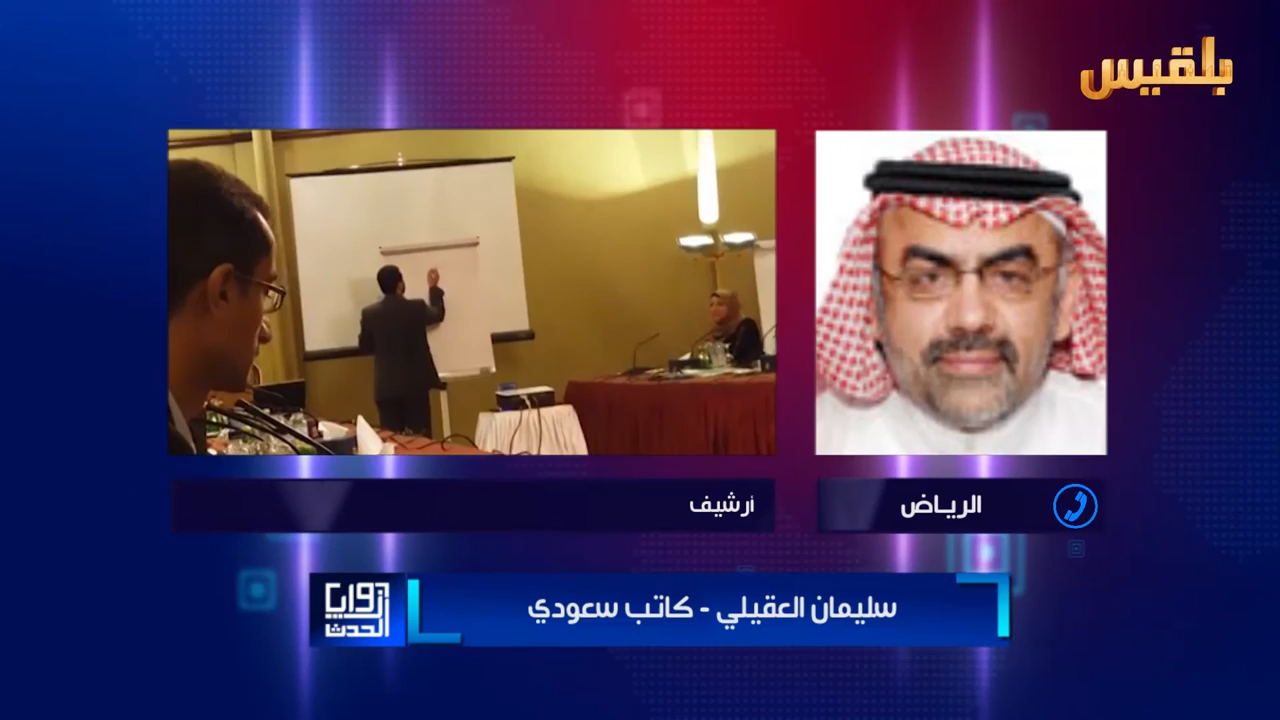 بلقيس
الرياض
أرشيف
سليمان العقيلي - كاتب سعودي
زوايا
الحدث